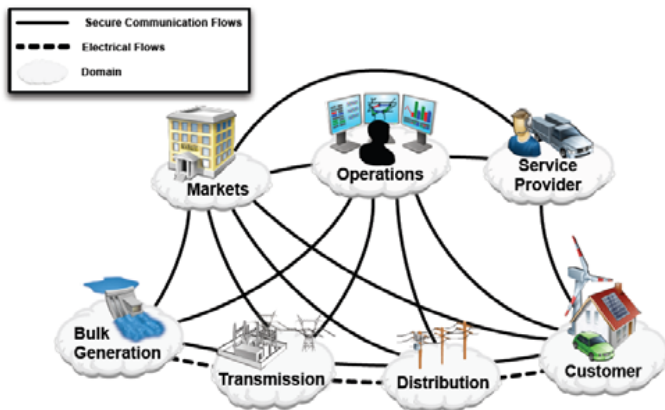 Secure Communication Flows
Electrical Flows
Domain
Markets
Operations
Service
Provider
Bulk
Generation
Transmission
Distribution
Customer